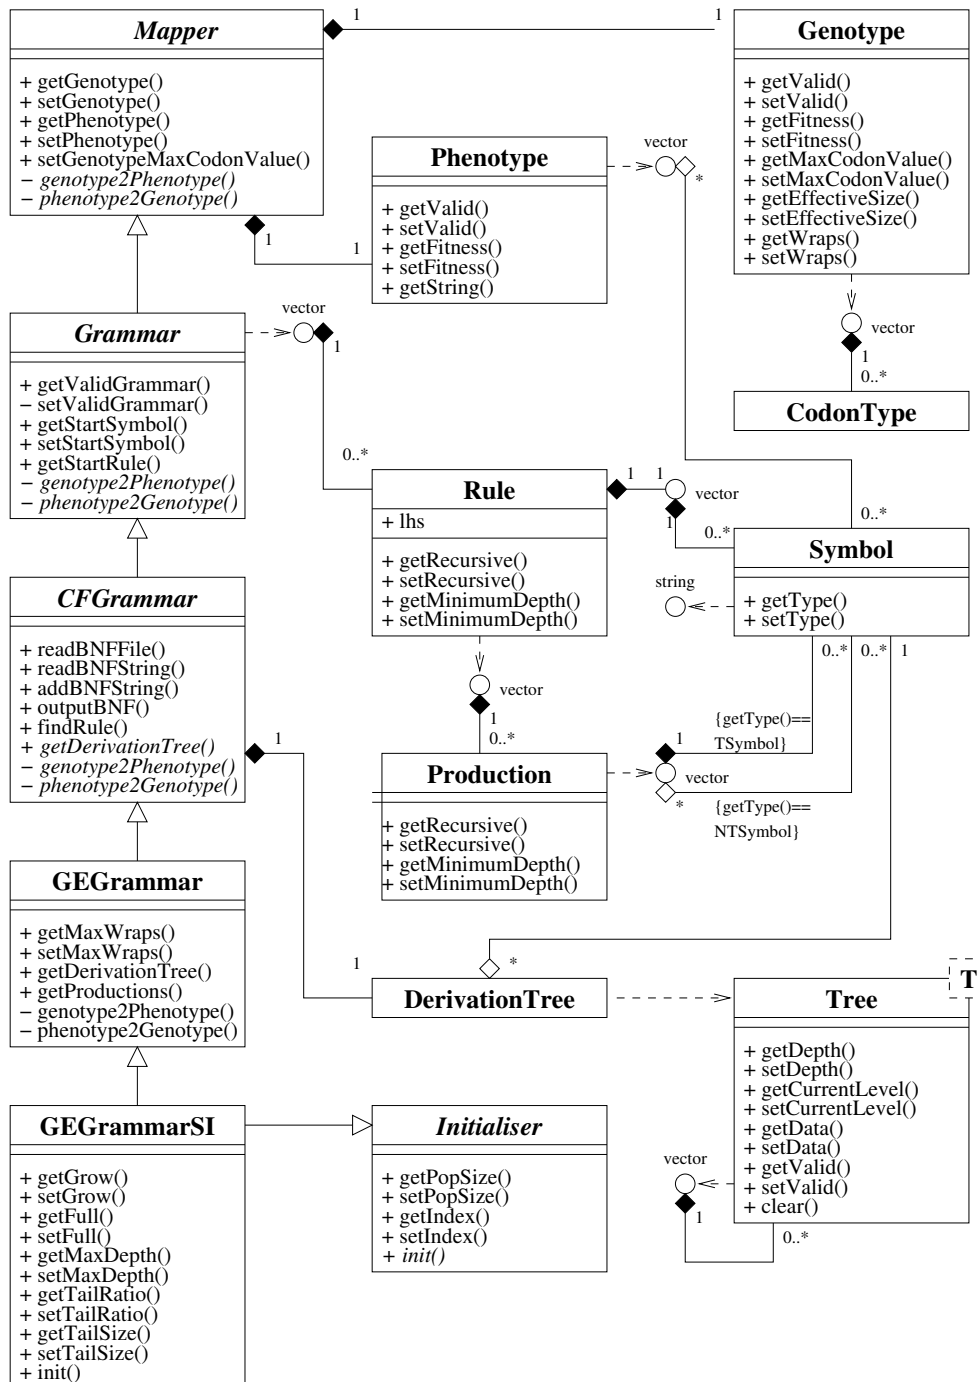 Mapper
+ getGenotype()
+ setGenotype()
+ getPhenotype()
+ setPhenotype()
+ setGenotypeMaxCodonValue()
− genotype2Phenotype()
− phenotype2Genotype()
1
1
Genotype
+ getValid()
+ setValid()
+ getFitness()
+ setFitness()
+ getMaxCodonValue()
+ setMaxCodonValue()
+ getEffectiveSize()
+ setEffectiveSize()
+ getWraps()
+ setWraps()
1
1
Phenotype
+ getValid()
+ setValid()
+ getFitness()
+ setFitness()
+ getString()
vector
*
vector
1
0..*
CodonType
Grammar
+ getValidGrammar()
− setValidGrammar()
+ getStartSymbol()
+ setStartSymbol()
+ getStartRule()
− genotype2Phenotype()
− phenotype2Genotype()
vector
1
0..*
Rule
+ lhs
+ getRecursive()
+ setRecursive()
+ getMinimumDepth()
+ setMinimumDepth()
1
1
vector
1
0..*
0..*
Symbol
+ getType()
+ setType()
string
0..*
0..*
1
CFGrammar
+ readBNFFile()
+ readBNFString()
+ addBNFString()
+ outputBNF()
+ findRule()
+ getDerivationTree()
− genotype2Phenotype()
− phenotype2Genotype()
vector
1
0..*
Production
+ getRecursive()
+ setRecursive()
+ getMinimumDepth()
+ setMinimumDepth()
1
vector
*
{getType()==
TSymbol}
{getType()==
NTSymbol}
1
1
GEGrammar
+ getMaxWraps()
+ setMaxWraps()
+ getDerivationTree()
+ getProductions()
− genotype2Phenotype()
− phenotype2Genotype()
*
DerivationTree
T
Tree
+ getDepth()
+ setDepth()
+ getCurrentLevel()
+ setCurrentLevel()
+ getData()
+ setData()
+ getValid()
+ setValid()
+ clear()
vector
1
0..*
GEGrammarSI
+ getGrow()
+ setGrow()
+ getFull()
+ setFull()
+ getMaxDepth()
+ setMaxDepth()
+ getTailRatio()
+ setTailRatio()
+ getTailSize()
+ setTailSize()
+ init()
Initialiser
+ getPopSize()
+ setPopSize()
+ getIndex()
+ setIndex()
+ init()